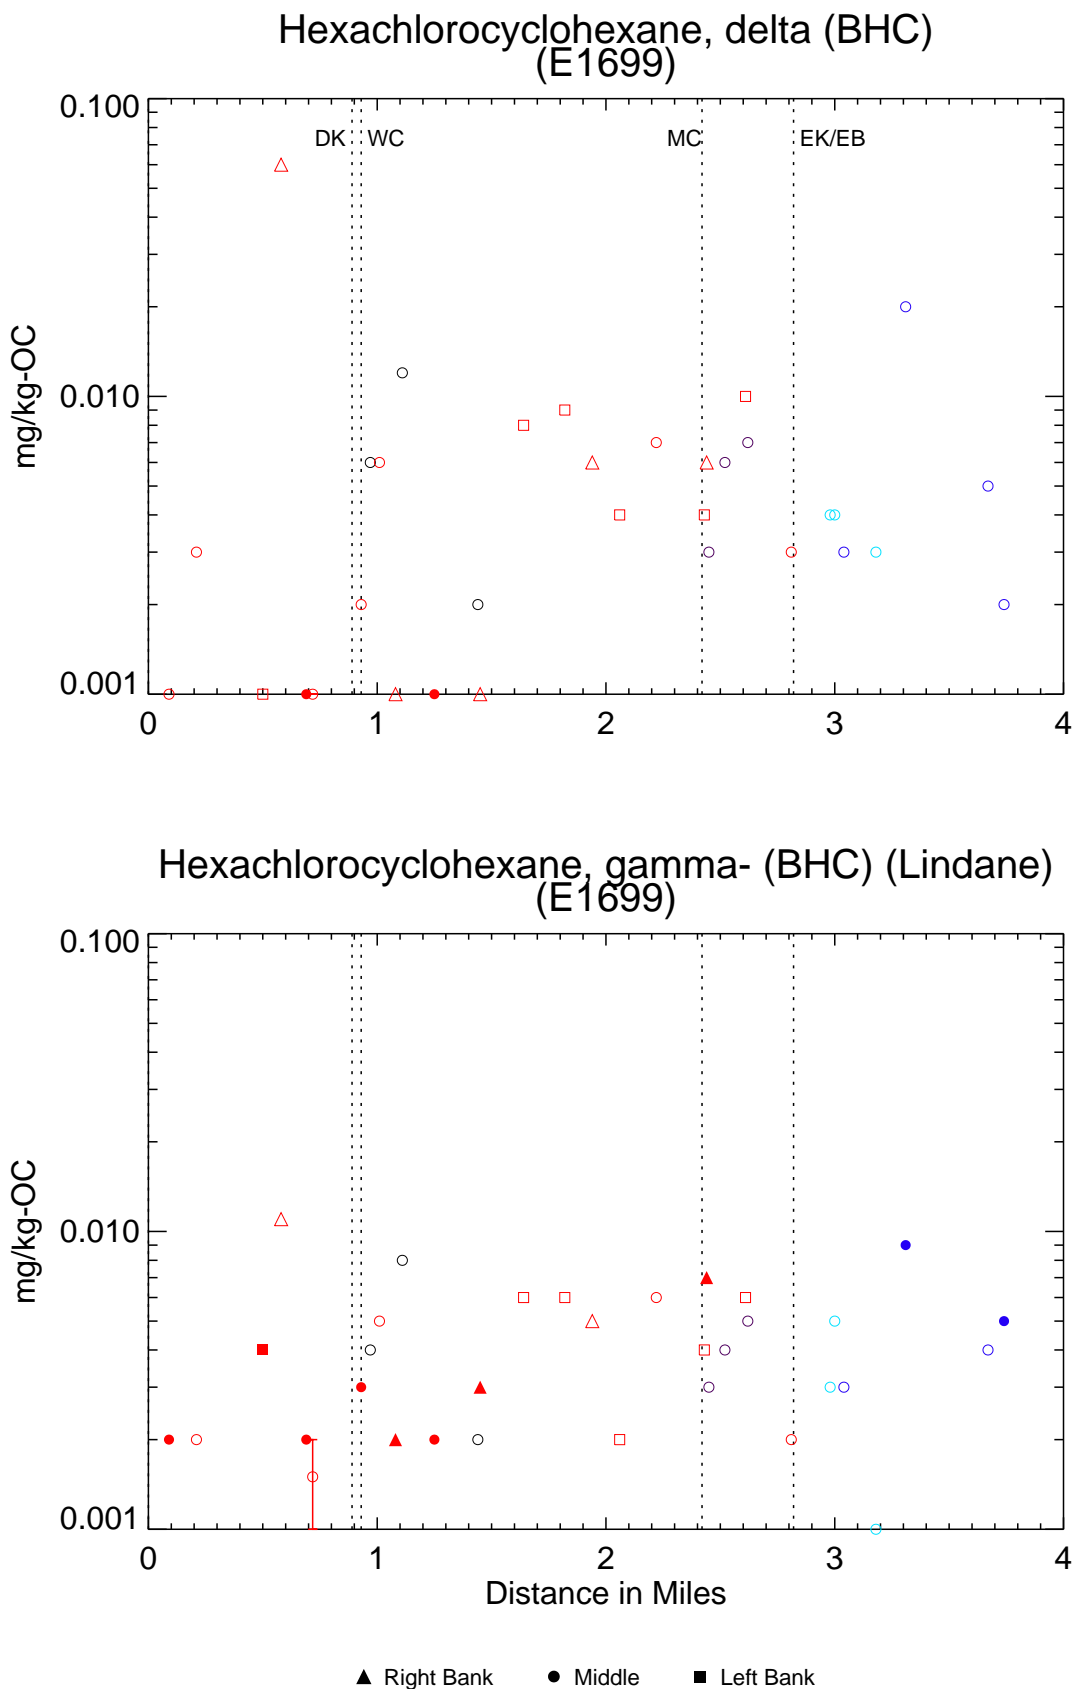 Hexachlorocyclohexane, delta (BHC)
(E1699)
0.100
DK WC MC EK/EB
mg/kg-OC
0.010
0.001
0 1 2 3 4
Hexachlorocyclohexane, gamma- (BHC) (Lindane)
(E1699)
0.100
mg/kg-OC
0.010
0.001
0 1 2 3 4
Distance in Miles
Right Bank Middle Left Bank